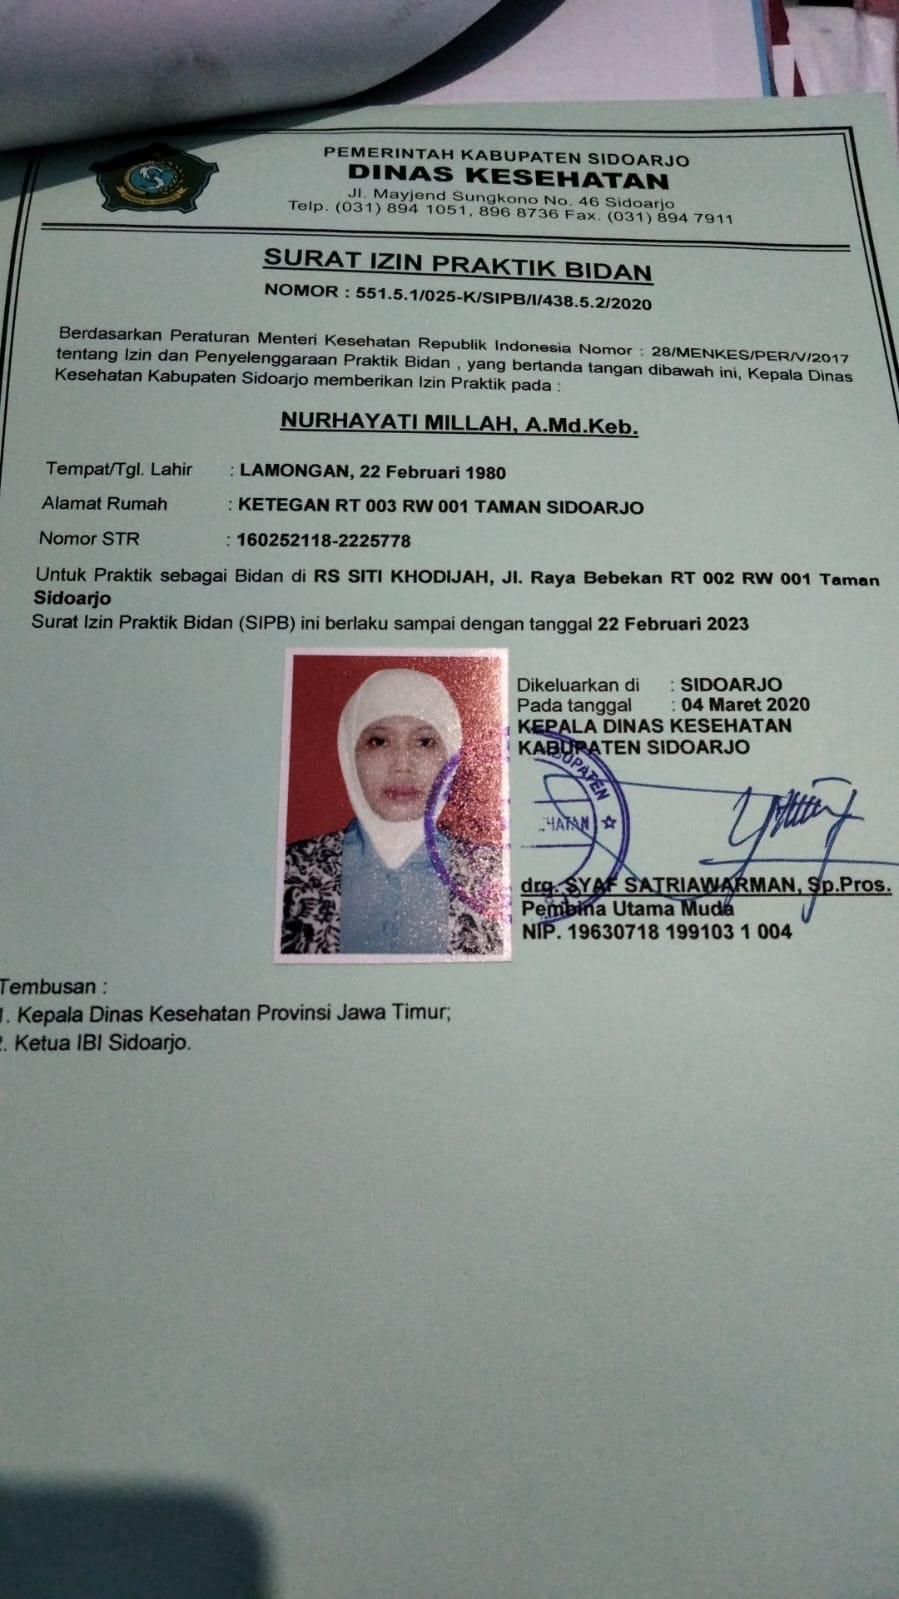 PEMERINTAH KABUPATEN SIDOARJO
DINAS KESEHATAN
Jl. Mayjend Sungkono No. 46 Sidoarjo
Telp. (031) 894 1051, 896 8736 Fax. (031) 894 7911
SURAT IZIN PRAKTIK BIDAN
NOMOR : 551.5.1/025-K/SIPB/I/438.5.2/2020
Berdasarkan Peraturan Menteri Kesehatan Republik Indonesia Nomor : 28/MENKES/PER/V/2017
tentang Izin dan Penyelenggaraan Praktik Bidan , yang bertanda tangan dibawah ini, Kepala Dinas
Kesehatan Kabupaten Sidoarjo memberikan Izin Praktik pada :
NURHAYATI MILLAH, A.Md.Keb.
Tempat/Tgl. Lahir : LAMONGAN, 22 Februari 1980
Alamat Rumah : KETEGAN RT 003 RW 001 TAMAN SIDOARJO
Nomor STR : 160252118-2225778
Untuk Praktik sebagai Bidan di RS SITI KHODIJAH, Jl. Raya Bebekan RT 002 RW 001 Taman
Sidoarjo
Surat Izin Praktik Bidan (SIPB) ini berlaku sampai dengan tanggal 22 Februari 2023
Dikeluarkan di : SIDOARJO
Pada tanggal : 04 Maret 2020
KEPALA DINAS KESEHATAN
KABUPATEN SIDOARJO
drg. SYAF SATRIAWARMAN, Sp.Pros.
Pembina Utama Muda
NIP. 19630718 199103 1 004
Tembusan :
1. Kepala Dinas Kesehatan Provinsi Jawa Timur;
2. Ketua IBI Sidoarjo.